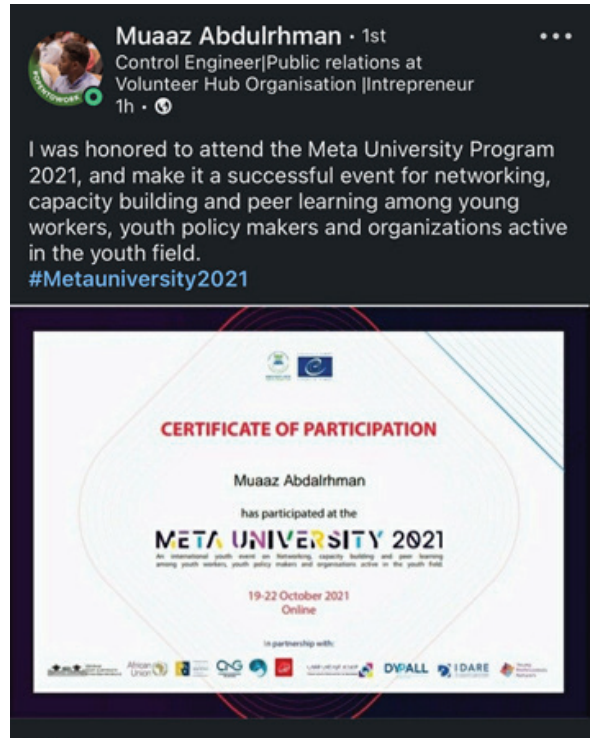 Muaaz Abdulrhman · 1st
Control Engineer|Public relations at
Volunteer Hub Organisation |Intrepreneur
1h ·
#OPENTOWORK
I was honored to attend the Meta University Program
2021, and make it a successful event for networking,
capacity building and peer learning among young
workers, youth policy makers and organizations active
in the youth field.
#Metauniversity2021
CERTIFICATE OF PARTICIPATION
Muaaz Abdalrhman
has participated at the
META UNIVERSITY 2021
An international youth event on Networking, capacity building and peer learning
among youth workers, youth policy makers and organisations active in the youth field.
19-22 October 2021
Online
In partnership with:
African Union
CNG
DYPALL
IDARE